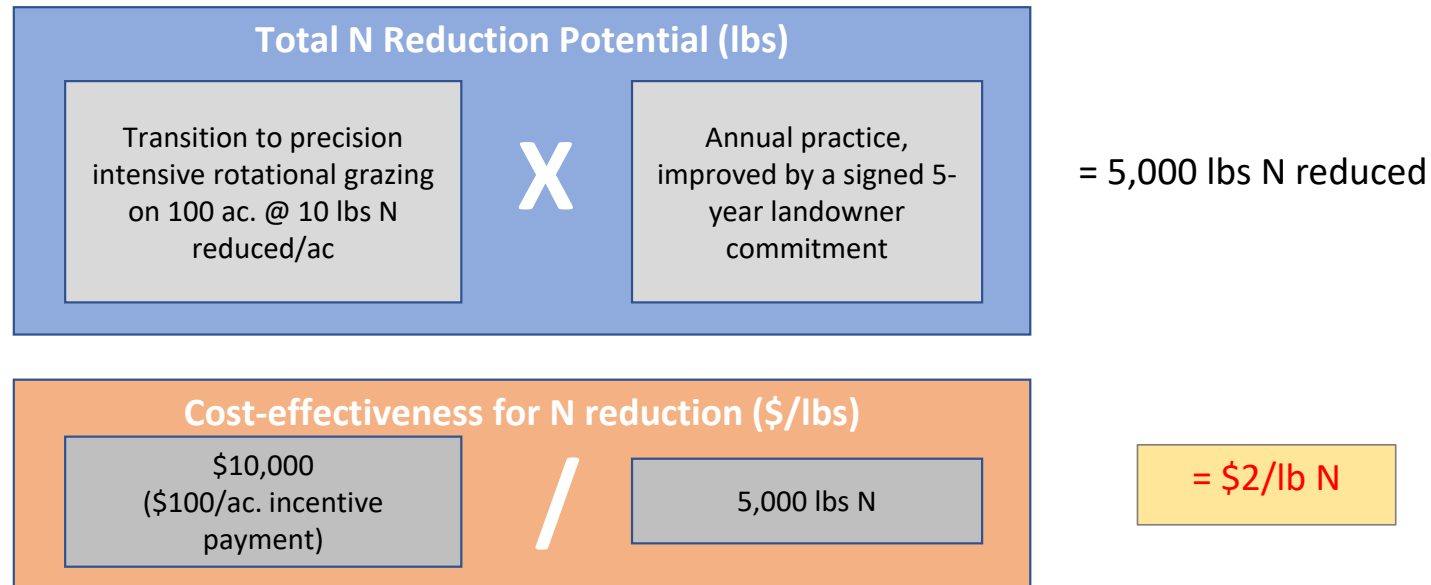 Total N Reduction Potential (lbs)
Transition to precision
intensive rotational grazing
on 100 ac. @ 10 lbs N
reduced/ac
X
Annual practice,
improved by a signed 5-
year landowner
commitment
= 5,000 lbs N reduced
Cost-effectiveness for N reduction ($/lbs)
$10,000
($100/ac. incentive
payment)
/
5,000 lbs N
= $2/lb N